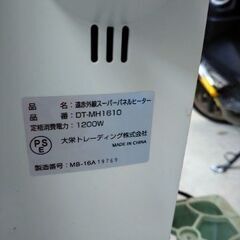 品 名：遠赤外線スーパーパネルヒーター
品 番：DT-MH1610
定格消費電力：1200W
PSE
大栄トレーディング株式会社
MADE IN CHINA
製造番号：MB-16A19769